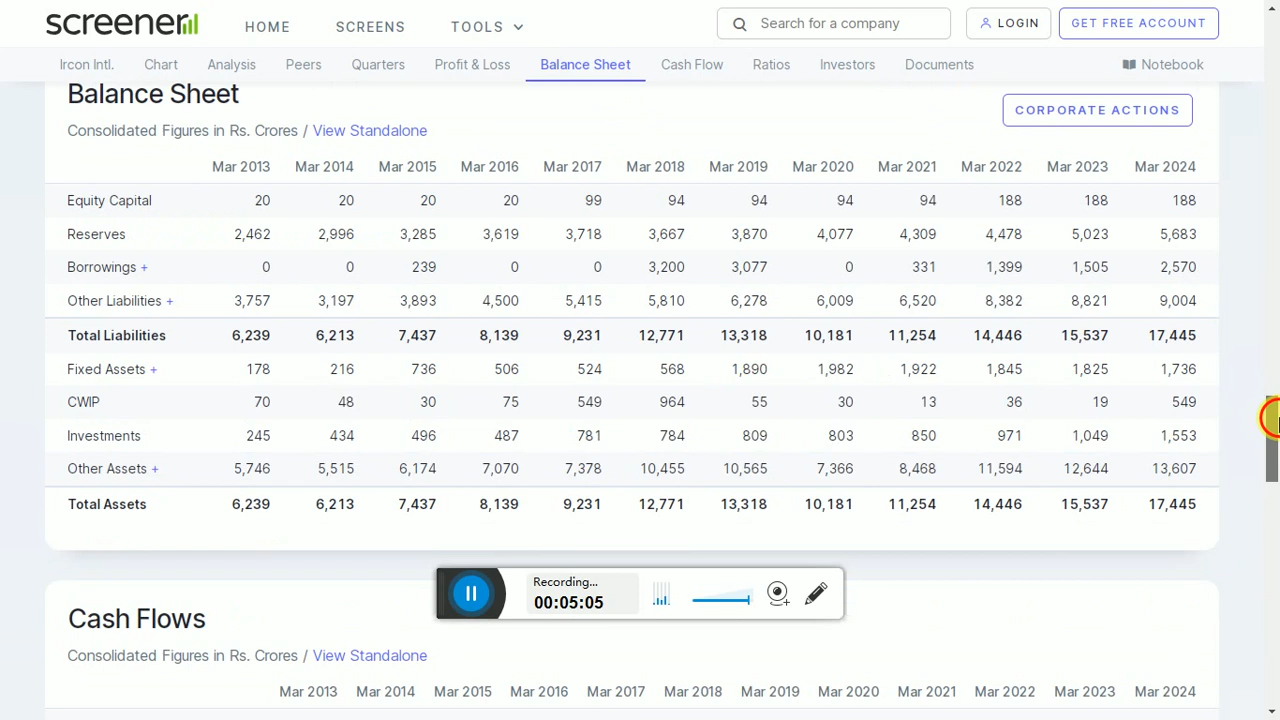 screener HOME SCREENS TOOLS Search for a company LOGIN GET FREE ACCOUNT
Ircon Intl. Chart Analysis Peers Quarters Profit & Loss Balance Sheet Cash Flow Ratios Investors Documents Notebook
Balance Sheet
CORPORATE ACTIONS
Consolidated Figures in Rs. Crores / View Standalone
Mar 2013 Mar 2014 Mar 2015 Mar 2016 Mar 2017 Mar 2018 Mar 2019 Mar 2020 Mar 2021 Mar 2022 Mar 2023 Mar 2024
Equity Capital 20 20 20 20 99 94 94 94 94 188 188 188
Reserves 2,462 2,996 3,285 3,619 3,718 3,667 3,870 4,077 4,309 4,478 5,023 5,683
Borrowings + 0 0 239 0 0 3,200 3,077 0 331 1,399 1,505 2,570
Other Liabilities + 3,757 3,197 3,893 4,500 5,415 5,810 6,278 6,009 6,520 8,382 8,821 9,004
Total Liabilities 6,239 6,213 7,437 8,139 9,231 12,771 13,318 10,181 11,254 14,446 15,537 17,445
Fixed Assets + 178 216 736 506 524 568 1,890 1,982 1,922 1,845 1,825 1,736
CWIP 70 48 30 75 549 964 55 30 13 36 19 549
Investments 245 434 496 487 781 784 809 803 850 971 1,049 1,553
Other Assets + 5,746 5,515 6,174 7,070 7,378 10,455 10,565 7,366 8,468 11,594 12,644 13,607
Total Assets 6,239 6,213 7,437 8,139 9,231 12,771 13,318 10,181 11,254 14,446 15,537 17,445
Recording...
00:05:05
Cash Flows
Consolidated Figures in Rs. Crores / View Standalone
Mar 2013 Mar 2014 Mar 2015 Mar 2016 Mar 2017 Mar 2018 Mar 2019 Mar 2020 Mar 2021 Mar 2022 Mar 2023 Mar 2024